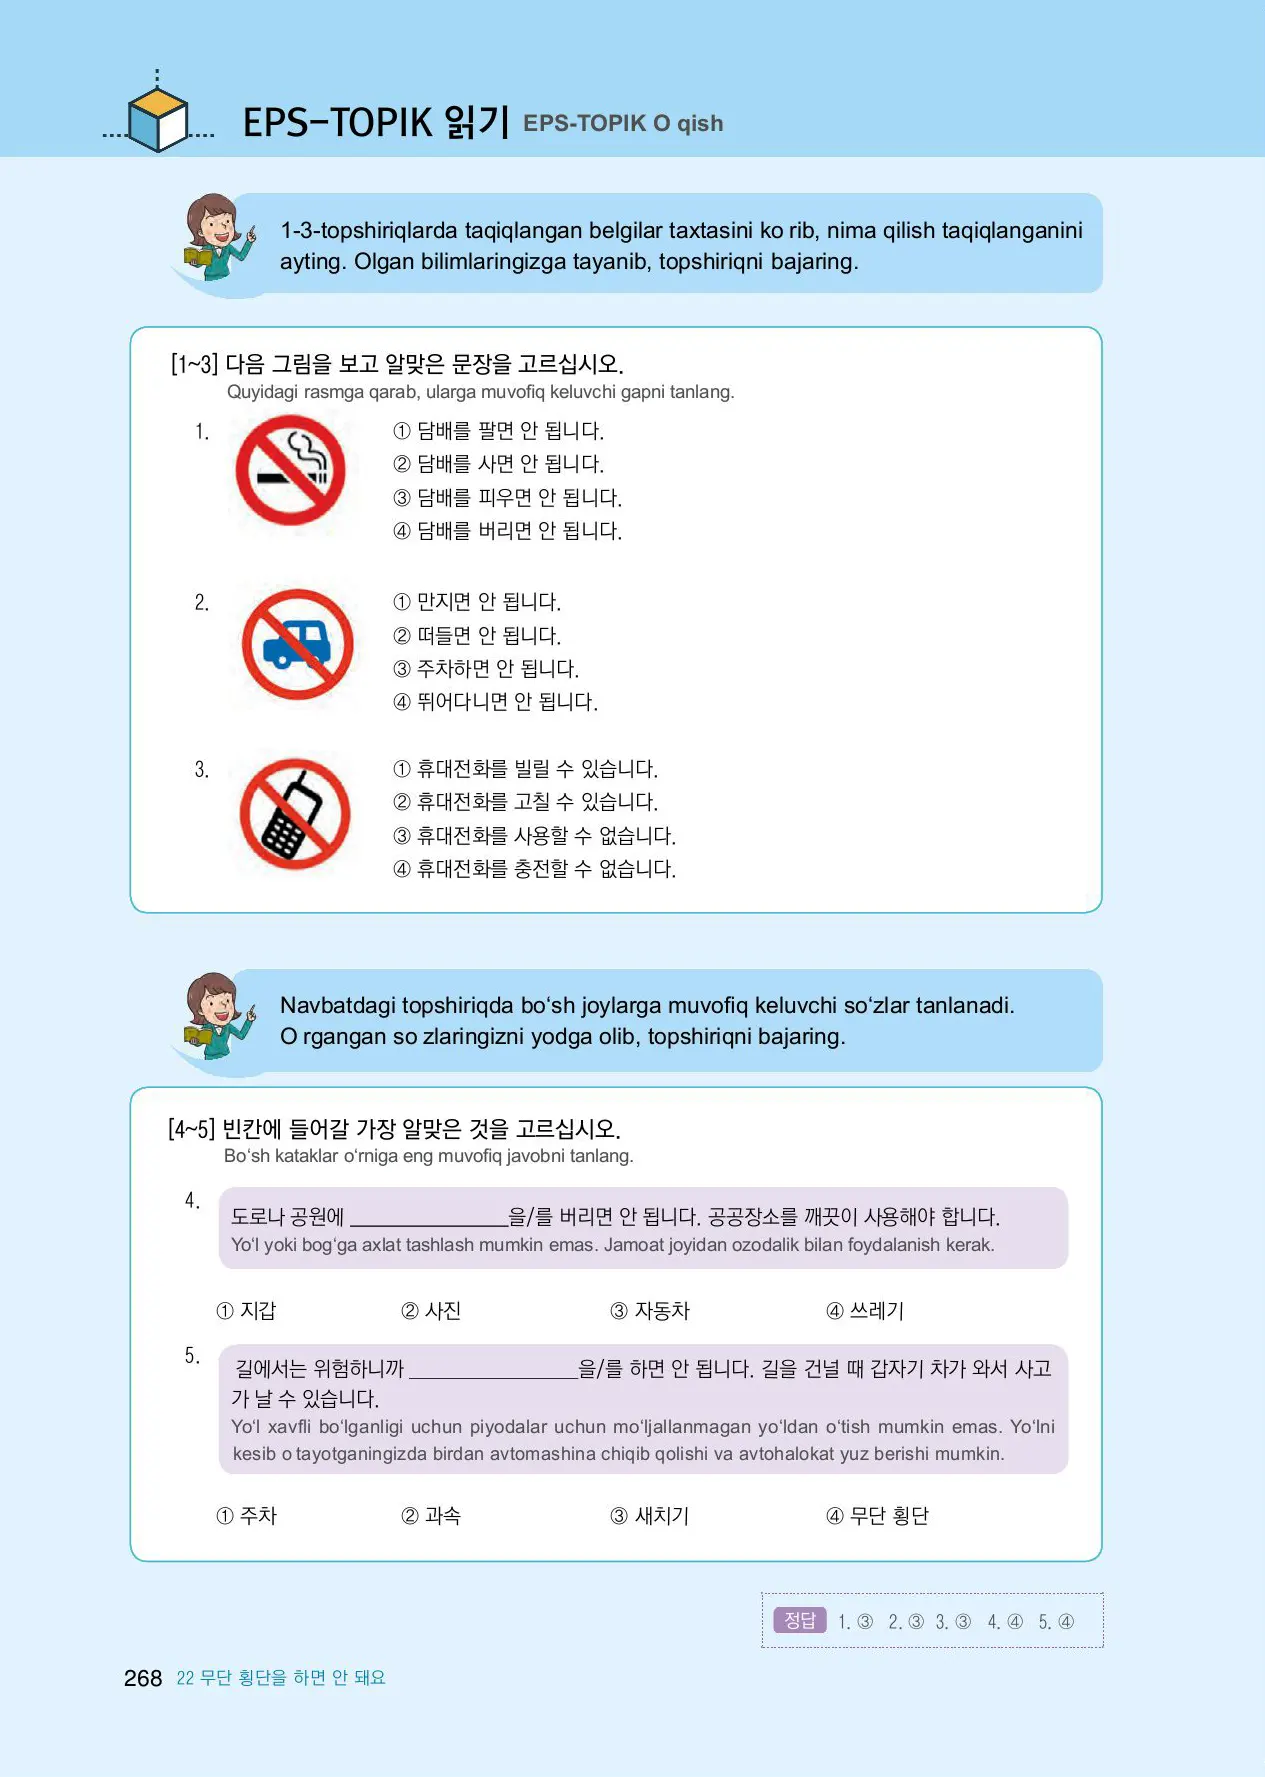 EPS-TOPIK 읽기 EPS-TOPIK O qish
1-3-topshiriqlarda taqiqlangan belgilar taxtasini ko rib, nima qilish taqiqlanganini
ayting. Olgan bilimlaringizga tayanib, topshiriqni bajaring.
[1~3] 다음 그림을 보고 알맞은 문장을 고르십시오.
Quyidagi rasmga qarab, ularga muvofiq keluvchi gapni tanlang.
1.
① 담배를 팔면 안 됩니다.
② 담배를 사면 안 됩니다.
③ 담배를 피우면 안 됩니다.
④ 담배를 버리면 안 됩니다.
2.
① 만지면 안 됩니다.
② 떠들면 안 됩니다.
③ 주차하면 안 됩니다.
④ 뛰어다니면 안 됩니다.
3.
① 휴대전화를 빌릴 수 있습니다.
② 휴대전화를 고칠 수 있습니다.
③ 휴대전화를 사용할 수 없습니다.
④ 휴대전화를 충전할 수 없습니다.
Navbatdagi topshiriqda bo‘sh joylarga muvofiq keluvchi so‘zlar tanlanadi.
O rgangan so zlaringizni yodga olib, topshiriqni bajaring.
[4~5] 빈칸에 들어갈 가장 알맞은 것을 고르십시오.
Bo‘sh kataklar o‘rniga eng muvofiq javobni tanlang.
4.
도로나 공원에 ________________을/를 버리면 안 됩니다. 공공장소를 깨끗이 사용해야 합니다.
Yo‘l yoki bog‘ga axlat tashlash mumkin emas. Jamoat joyidan ozodalik bilan foydalanish kerak.
① 지갑 ② 사진 ③ 자동차 ④ 쓰레기
5.
길에서는 위험하니까 _________________을/를 하면 안 됩니다. 길을 건널 때 갑자기 차가 와서 사고
가 날 수 있습니다.
Yo‘l xavfli bo‘lganligi uchun piyodalar uchun mo‘ljallanmagan yo‘ldan o‘tish mumkin emas. Yo‘lni
kesib o tayotganingizda birdan avtomashina chiqib qolishi va avtohalokat yuz berishi mumkin.
① 주차 ② 과속 ③ 새치기 ④ 무단 횡단
정답 1. ③ 2. ③ 3. ③ 4. ④ 5. ④
268 22 무단 횡단을 하면 안 돼요